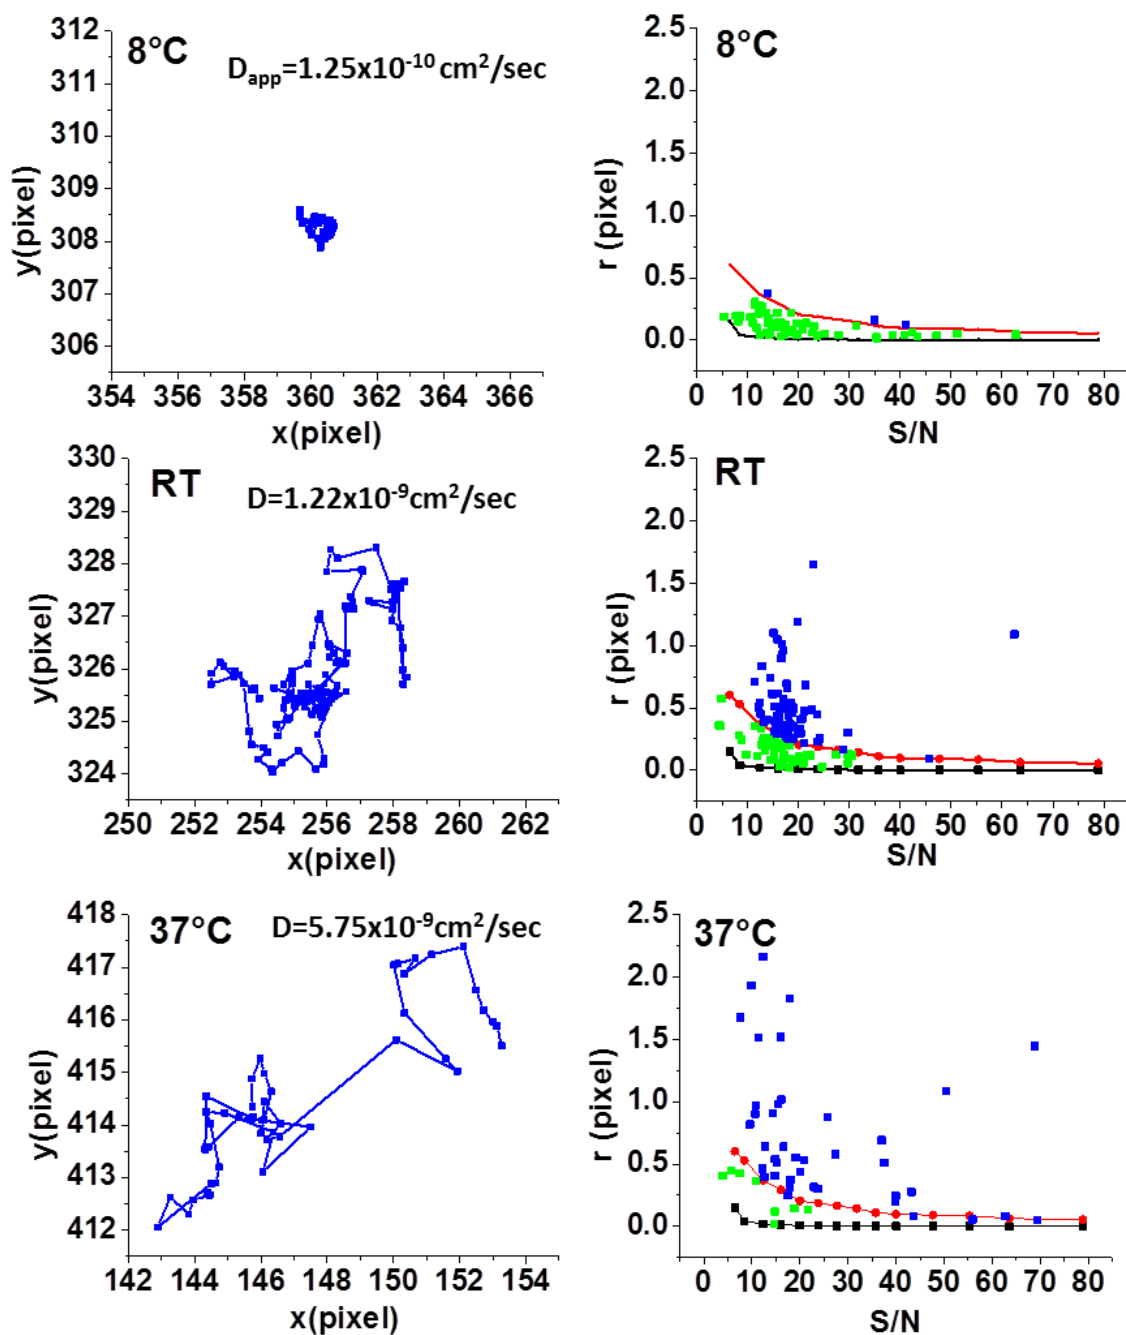 312
311
310
309
308
307
306
y(pixel)
8°C
Dapp=1.25x10⁻¹⁰cm²/sec
354 356 358 360 362 364 366
x(pixel)
2.5
2.0
1.5
1.0
0.5
0.0
r (pixel)
8°C
0 10 20 30 40 50 60 70 80
S/N
330
329
328
327
326
325
324
y(pixel)
RT
D=1.22x10⁻⁹cm²/sec
250 252 254 256 258 260 262
x(pixel)
2.5
2.0
1.5
1.0
0.5
0.0
r (pixel)
RT
0 10 20 30 40 50 60 70 80
S/N
418
417
416
415
414
413
412
y(pixel)
37°C
D=5.75x10⁻⁹cm²/sec
142 144 146 148 150 152 154
x(pixel)
2.5
2.0
1.5
1.0
0.5
0.0
r (pixel)
37°C
0 10 20 30 40 50 60 70 80
S/N